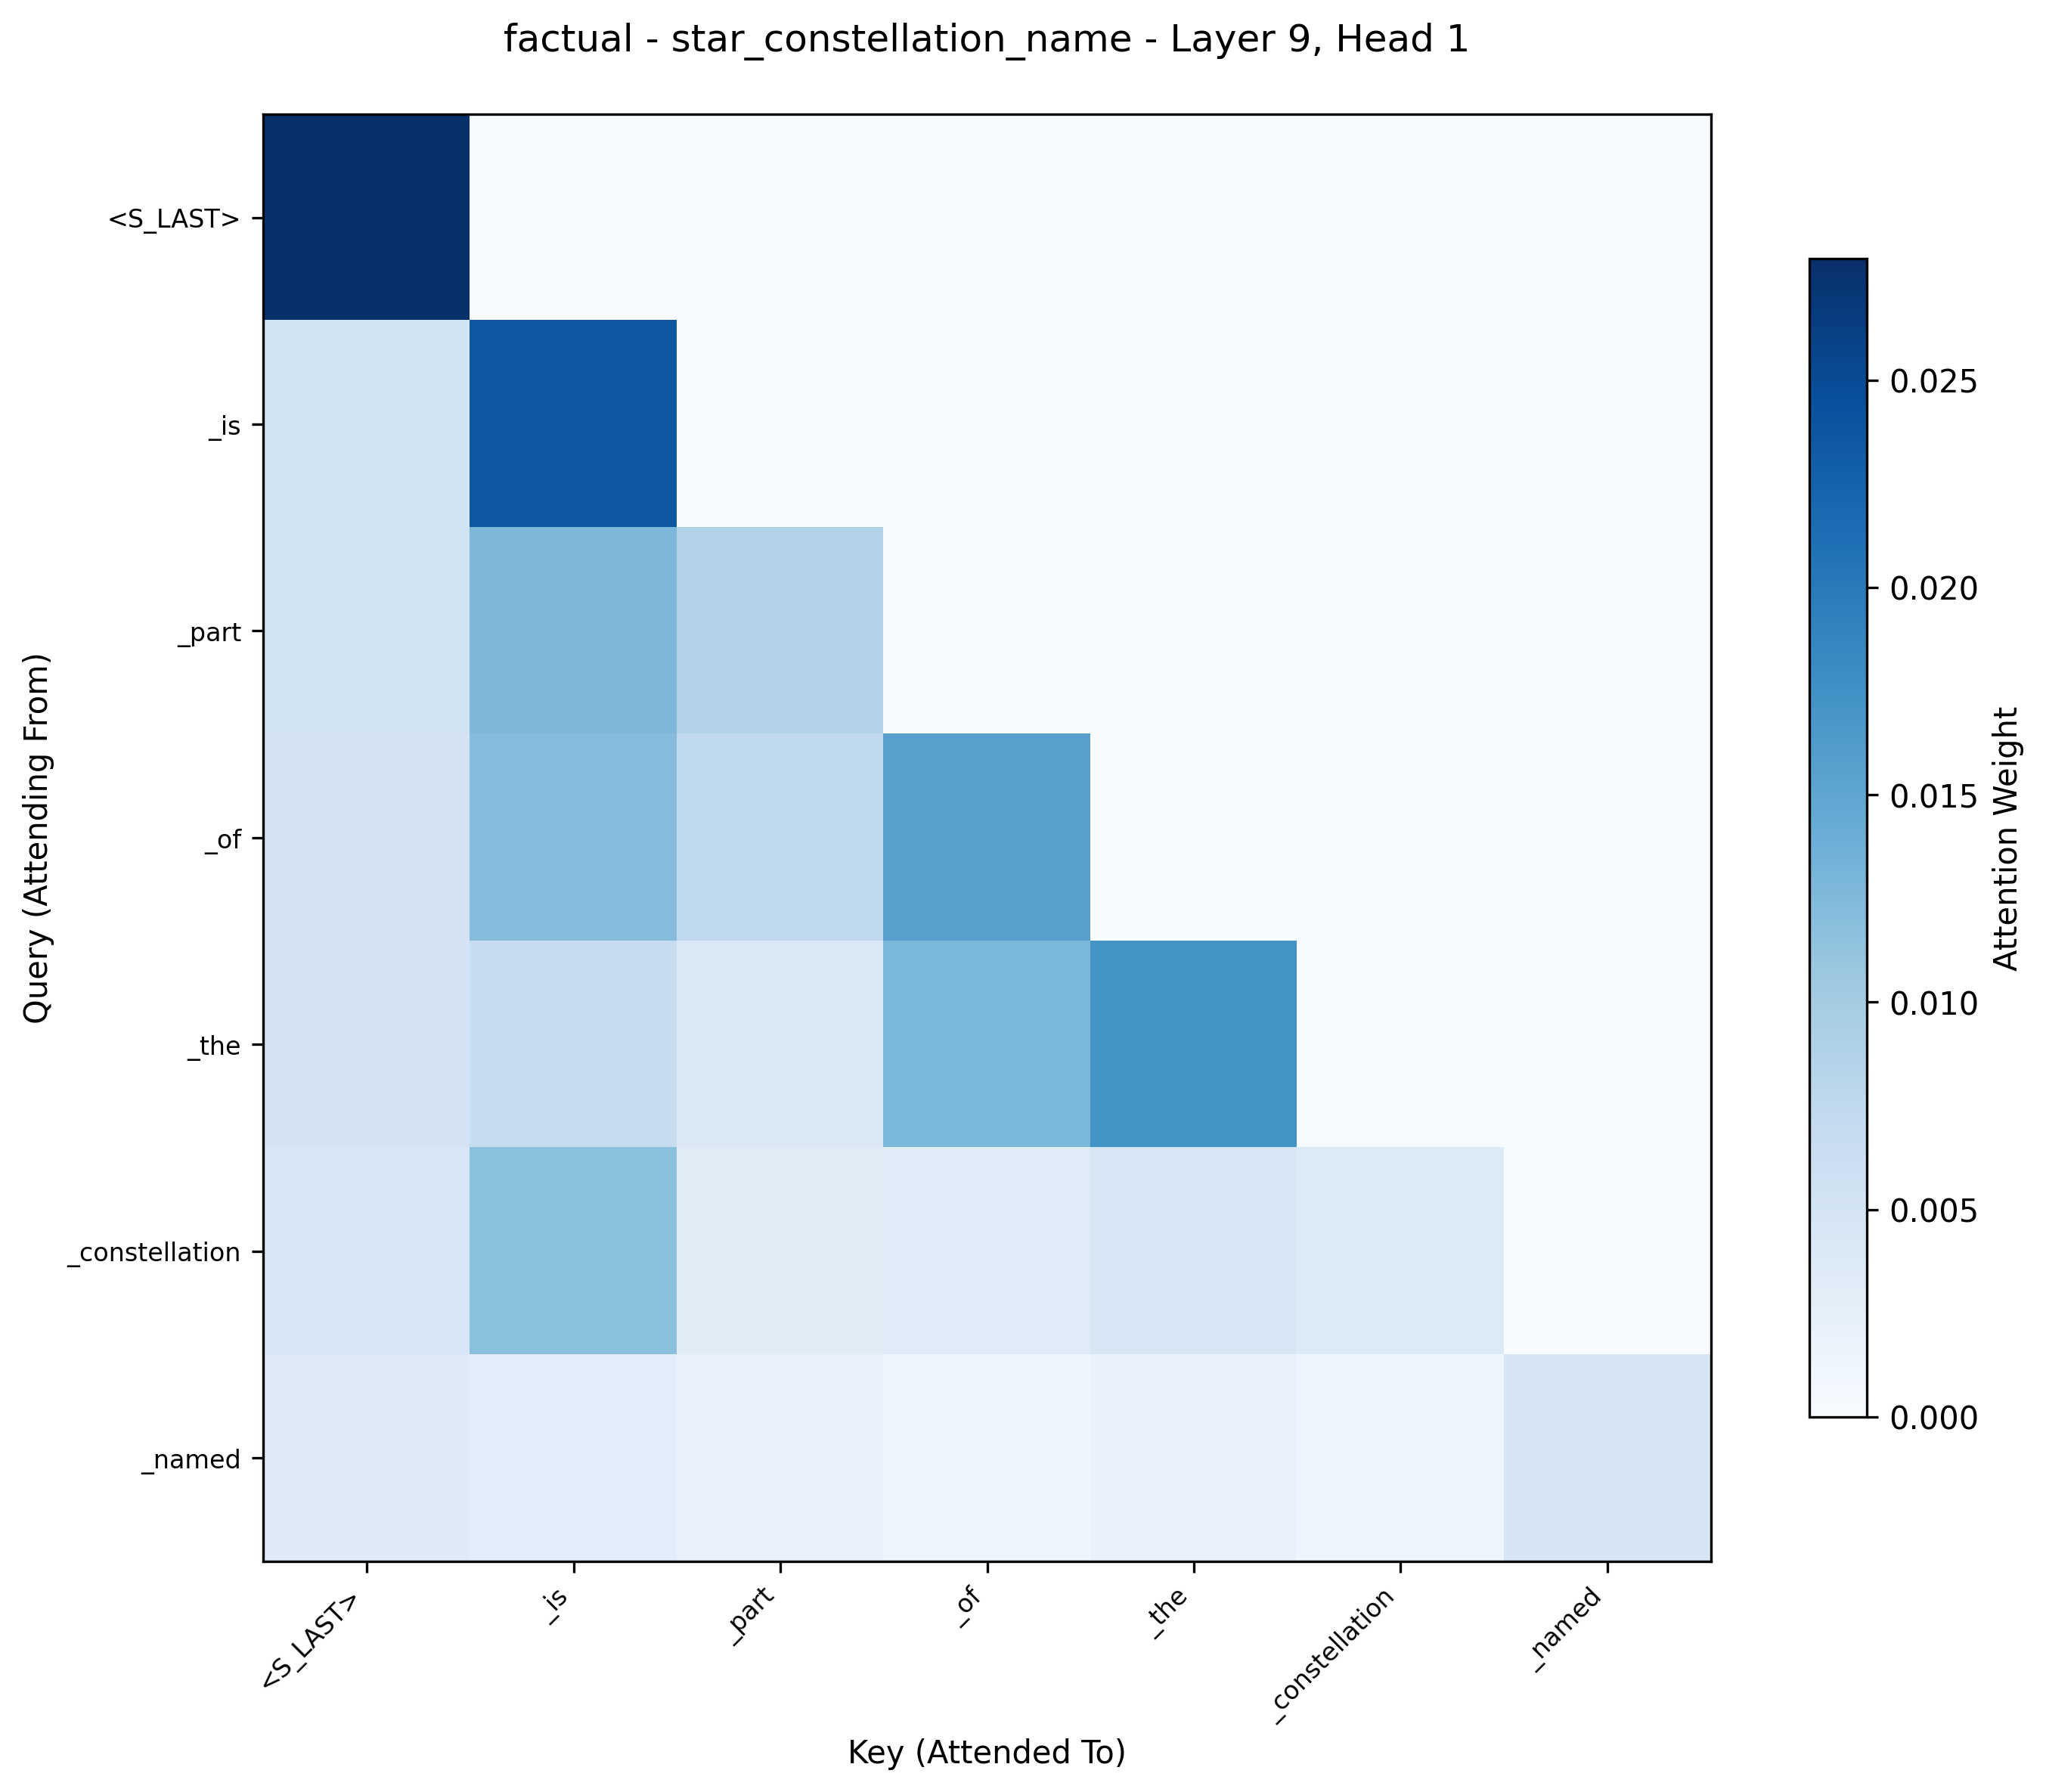 factual - star_constellation_name - Layer 9, Head 1
<S_LAST>
_is
_part
_of
_the
_constellation
_named
Query (Attending From)
<S_LAST>
_is
_part
_of
_the
_constellation
_named
Key (Attended To)
0.025
0.020
0.015
0.010
0.005
0.000
Attention Weight